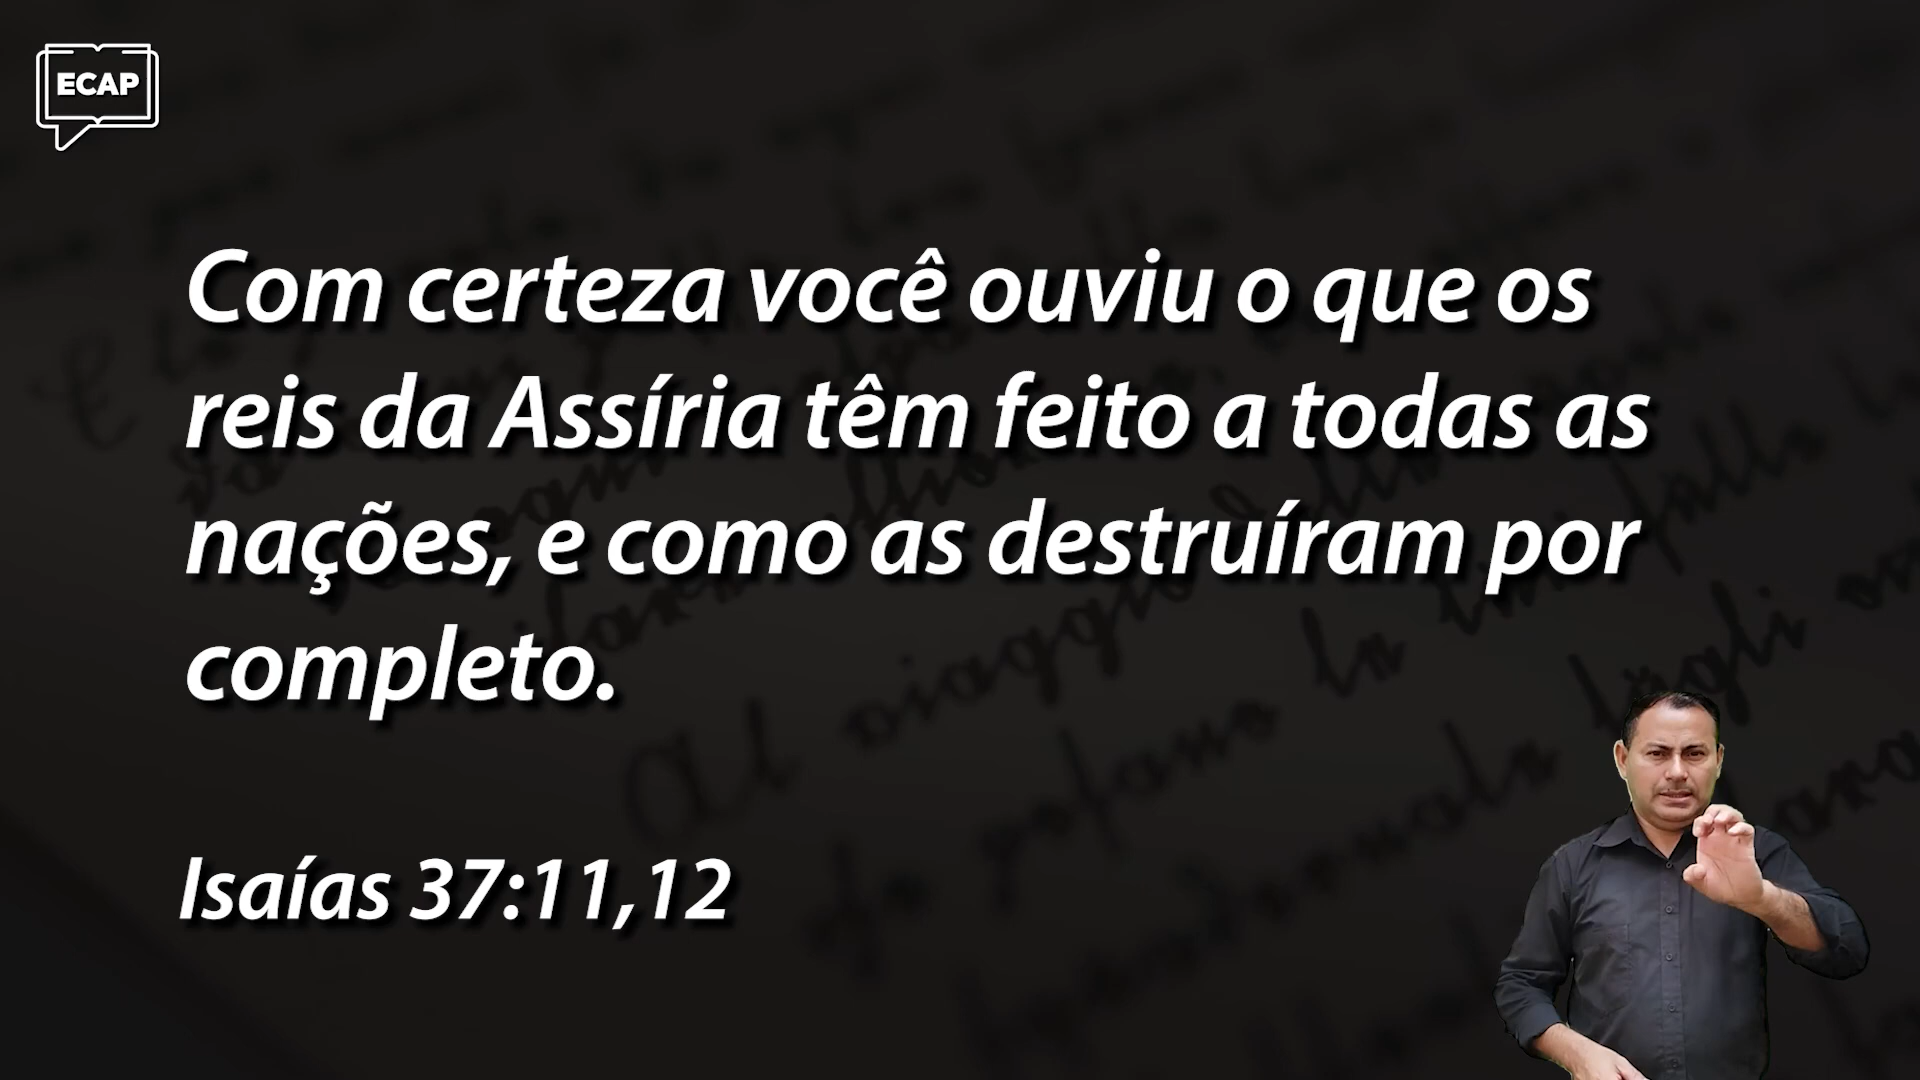 ECAP
Com certeza você ouviu o que os
reis da Assíria têm feito a todas as
nações, e como as destruíram por
completo.
Isaías 37:11,12